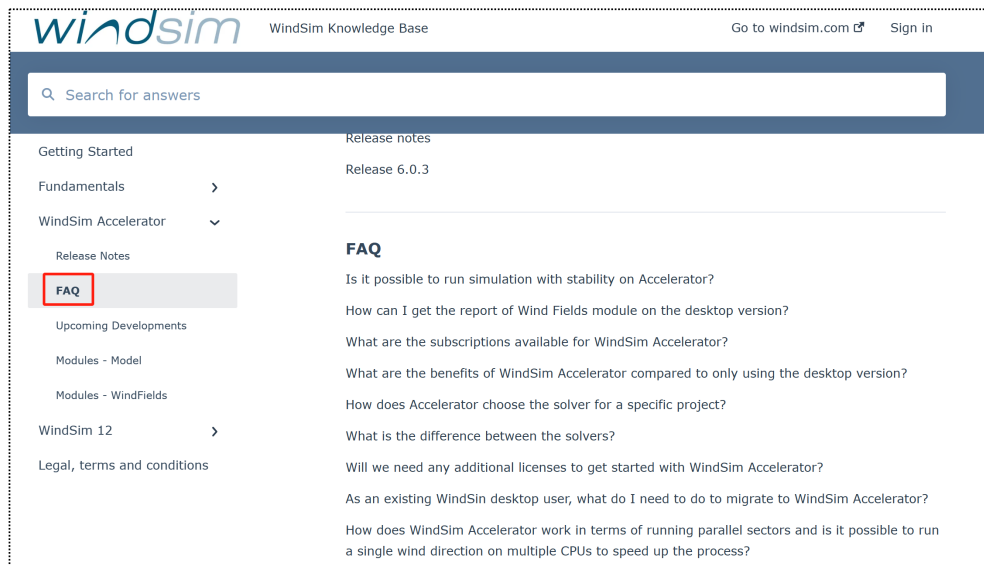 windsim WindSim Knowledge Base Go to windsim.com Sign in
Search for answers
Getting Started
Fundamentals
WindSim Accelerator
Release Notes
FAQ
Upcoming Developments
Modules - Model
Modules - WindFields
WindSim 12
Legal, terms and conditions
Release notes
Release 6.0.3
FAQ
Is it possible to run simulation with stability on Accelerator?
How can I get the report of Wind Fields module on the desktop version?
What are the subscriptions available for WindSim Accelerator?
What are the benefits of WindSim Accelerator compared to only using the desktop version?
How does Accelerator choose the solver for a specific project?
What is the difference between the solvers?
Will we need any additional licenses to get started with WindSim Accelerator?
As an existing WindSin desktop user, what do I need to do to migrate to WindSim Accelerator?
How does WindSim Accelerator work in terms of running parallel sectors and is it possible to run
a single wind direction on multiple CPUs to speed up the process?